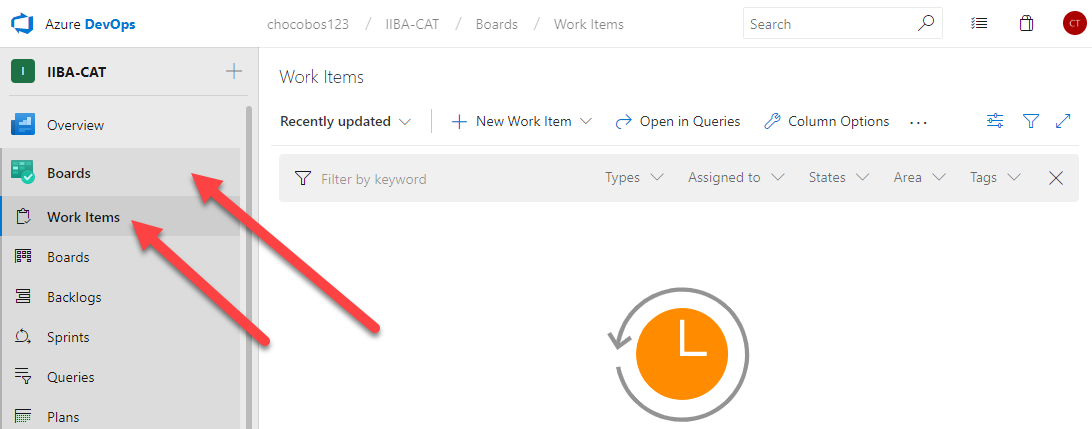 Azure DevOps
chocobos123 / IIBA-CAT / Boards / Work Items
Search
CT
I IIBA-CAT
Overview
Boards
Work Items
Boards
Backlogs
Sprints
Queries
Plans
Work Items
Recently updated
New Work Item
Open in Queries
Column Options
...
Filter by keyword
Types
Assigned to
States
Area
Tags